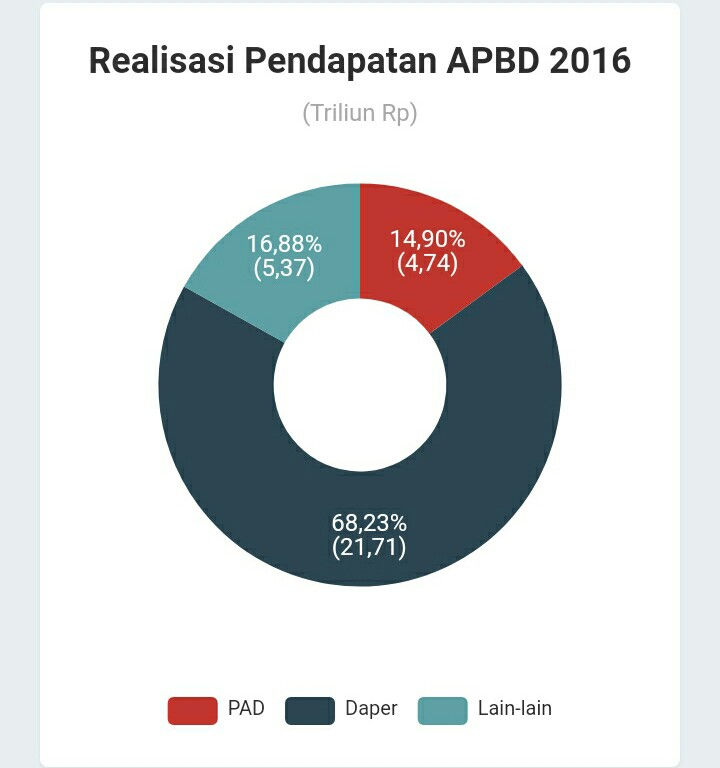 Realisasi Pendapatan APBD 2016
(Triliun Rp)
16,88%
(5,37)
14,90%
(4,74)
68,23%
(21,71)
PAD
Daper
Lain-lain